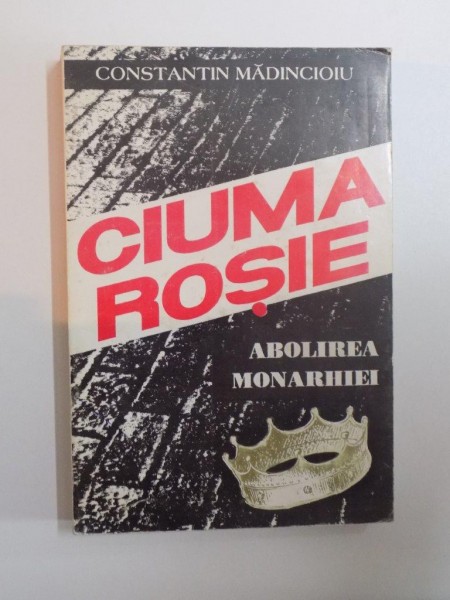 CONSTANTIN MĂDINCIOIU
CIUMA
ROȘIE
ABOLIREA
MONARHIEI